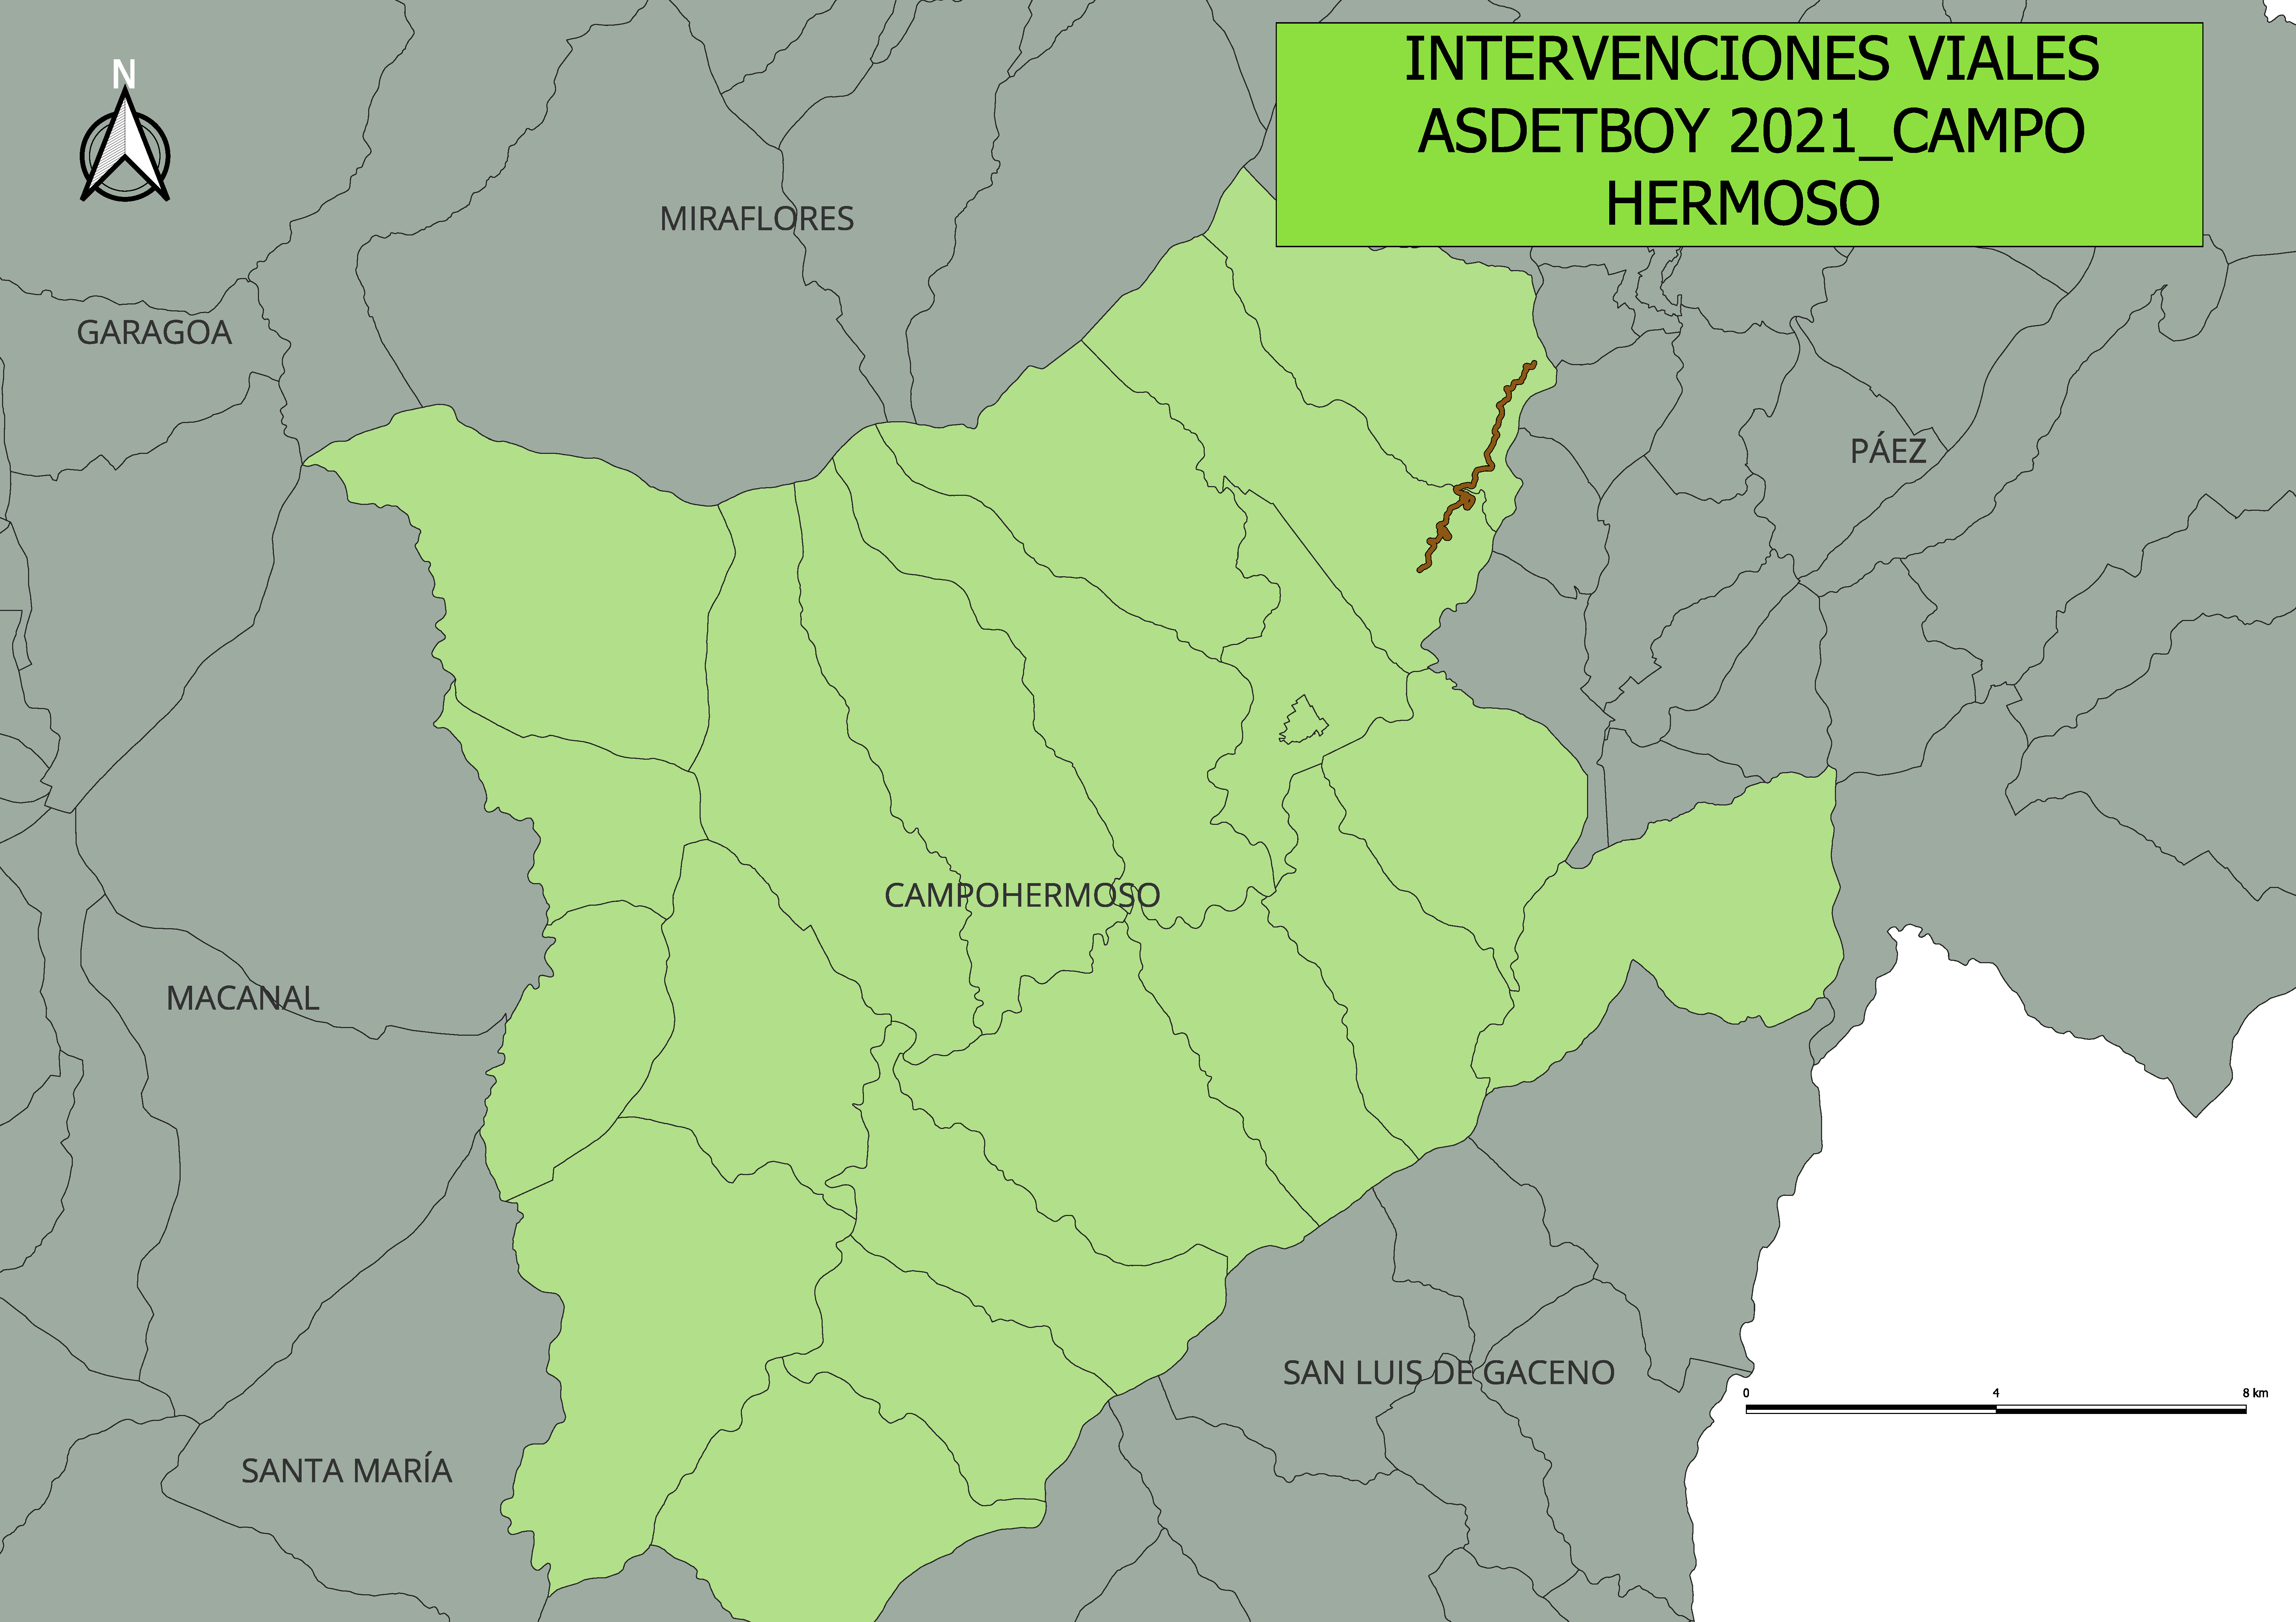 INTERVENCIONES VIALES
ASDETBOY 2021_CAMPO
HERMOSO
N
MIRAFLORES
GARAGOA
PÁEZ
CAMPOHERMOSO
MACANAL
SAN LUIS DE GACENO
0 4 8 km
SANTA MARÍA